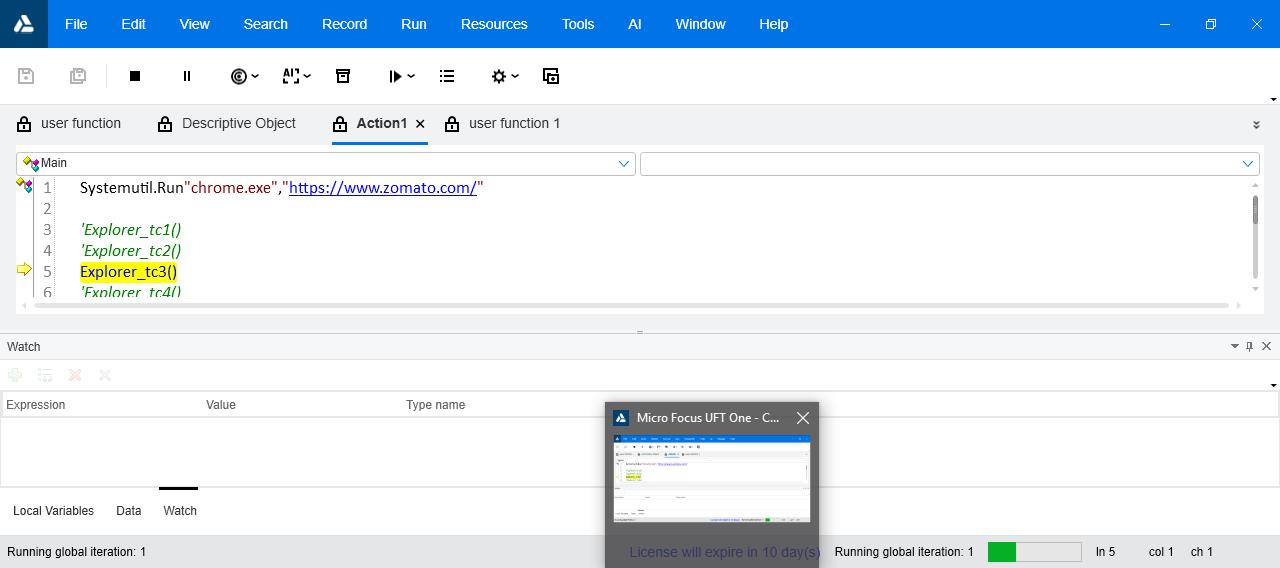 File Edit View Search Record Run Resources Tools AI Window Help
user function Descriptive Object Action1 user function 1
Main
1 Systemutil.Run"chrome.exe","https://www.zomato.com/"
2
3 'Explorer_tc1()
4 'Explorer_tc2()
5 Explorer_tc3()
6 'Explorer_tc4()
Watch
Expression Value Type name
Micro Focus UFT One - C...
Local Variables Data Watch
Running global iteration: 1 License will expire in 10 day(s) Running global iteration: 1 ln 5 col 1 ch 1